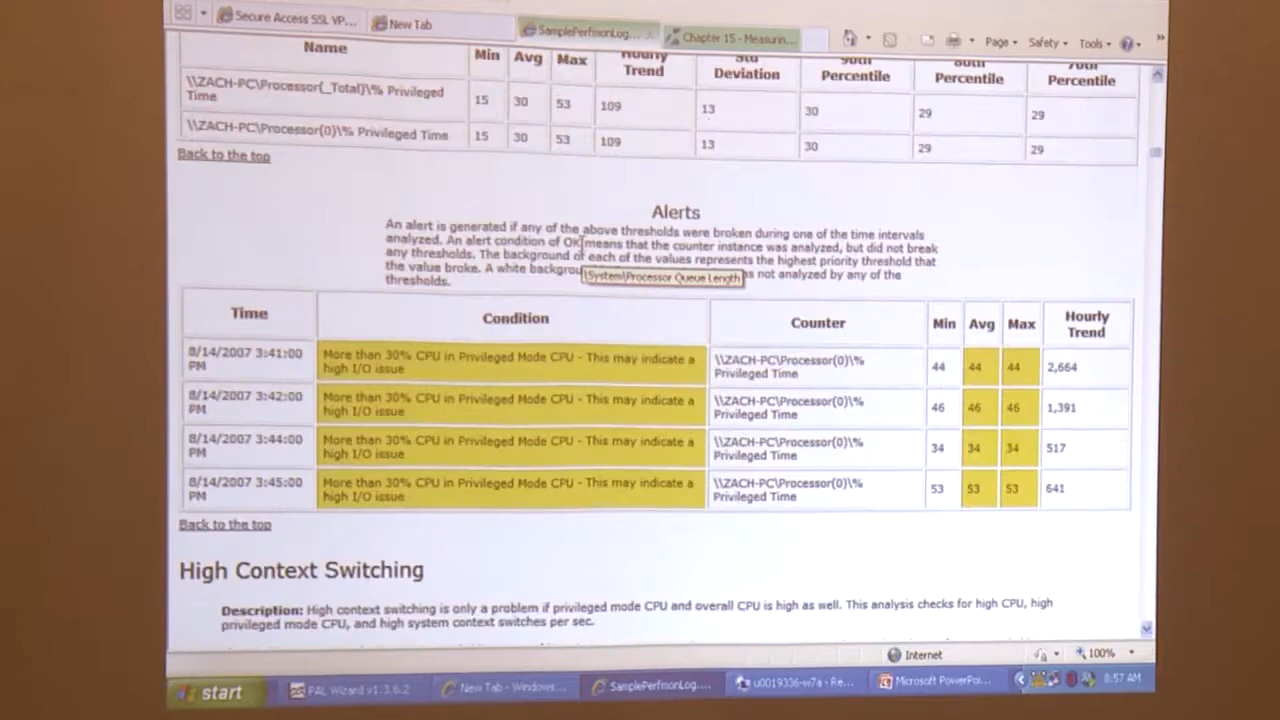 Secure Access SSL VP...
New Tab
SamplePerfmonLog...
Chapter 15 - Measurin...
Page
Safety
Tools
Name
Min
Avg
Max
Hourly
Trend
Std
Deviation
90th
Percentile
80th
Percentile
70th
Percentile
\\ZACH-PC\Processor(_Total)\% Privileged
Time
15
30
53
109
13
30
29
29
\\ZACH-PC\Processor(0)\% Privileged Time
15
30
53
109
13
30
29
29
Back to the top
Alerts
An alert is generated if any of the above thresholds were broken during one of the time intervals
analyzed. An alert condition of OK means that the counter instance was analyzed, but did not break
any thresholds. The background of each of the values represents the highest priority threshold that
the value broke. A white backgrou
\System\Processor Queue Length
s not analyzed by any of the
thresholds.
Time
Condition
Counter
Min
Avg
Max
Hourly
Trend
8/14/2007 3:41:00
PM
More than 30% CPU in Privileged Mode CPU - This may indicate a
high I/O issue
\\ZACH-PC\Processor(0)\%
Privileged Time
44
44
44
2,664
8/14/2007 3:42:00
PM
More than 30% CPU in Privileged Mode CPU - This may indicate a
high I/O issue
\\ZACH-PC\Processor(0)\%
Privileged Time
46
46
46
1,391
8/14/2007 3:44:00
PM
More than 30% CPU in Privileged Mode CPU - This may indicate a
high I/O issue
\\ZACH-PC\Processor(0)\%
Privileged Time
34
34
34
517
8/14/2007 3:45:00
PM
More than 30% CPU in Privileged Mode CPU - This may indicate a
high I/O issue
\\ZACH-PC\Processor(0)\%
Privileged Time
53
53
53
641
Back to the top
High Context Switching
Description: High context switching is only a problem if privileged mode CPU and overall CPU is high as well. This analysis checks for high CPU, high
privileged mode CPU, and high system context switches per sec.
Internet
100%
start
PAL Wizard v1.3.6.2
New Tab - Windows...
SamplePerfmonLog....
u0019336-w7a - Re...
Microsoft PowerPoi...
8:57 AM